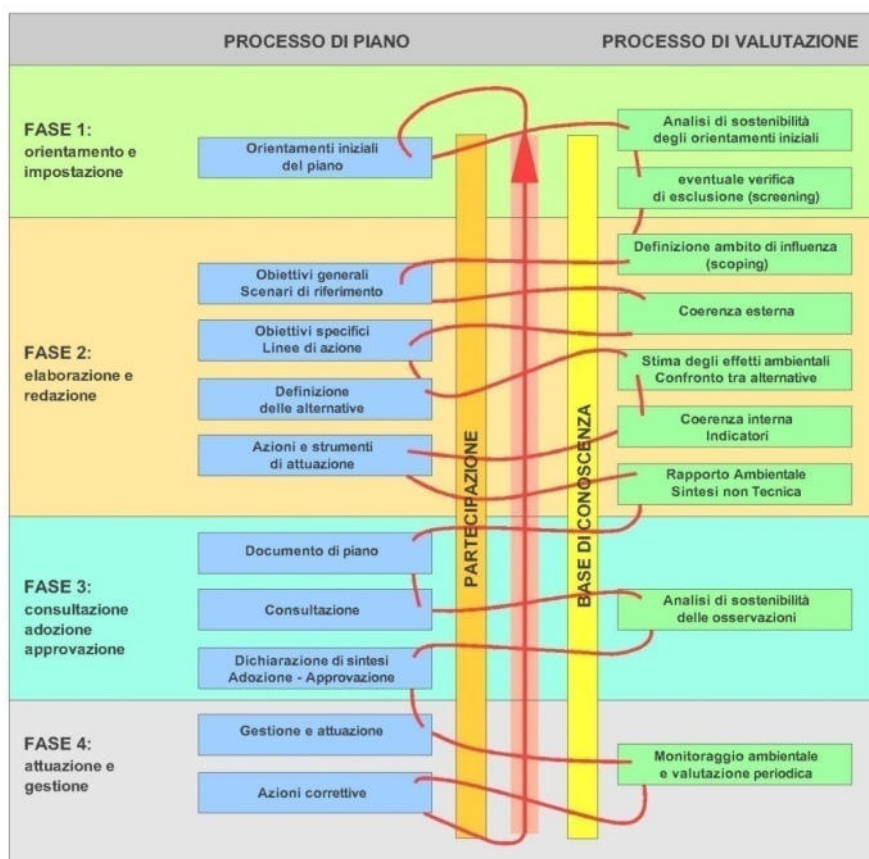 PROCESSO DI PIANO
PROCESSO DI VALUTAZIONE
FASE 1:
orientamento e
impostazione
Orientamenti iniziali
del piano
Analisi di sostenibilità
degli orientamenti iniziali
eventuale verifica
di esclusione (screening)
FASE 2:
elaborazione e
redazione
Obiettivi generali
Scenari di riferimento
Obiettivi specifici
Linee di azione
Definizione
delle alternative
Azioni e strumenti
di attuazione
PARTECIPAZIONE
BASE DI CONOSCENZA
Definizione ambito di influenza
(scoping)
Coerenza esterna
Stima degli effetti ambientali
Confronto tra alternative
Coerenza interna
Indicatori
Rapporto Ambientale
Sintesi non Tecnica
FASE 3:
consultazione
adozione
approvazione
Documento di piano
Consultazione
Dichiarazione di sintesi
Adozione - Approvazione
Analisi di sostenibilità
delle osservazioni
FASE 4:
attuazione e
gestione
Gestione e attuazione
Azioni correttive
Monitoraggio ambientale
e valutazione periodica